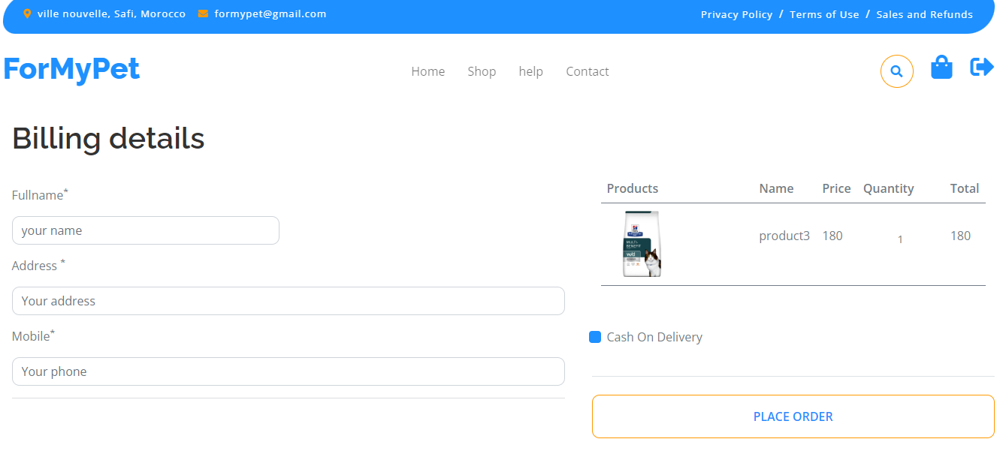 ville nouvelle, Safi, Morocco formypet@gmail.com Privacy Policy / Terms of Use / Sales and Refunds
ForMyPet Home Shop help Contact
Billing details
Fullname*
your name
Address *
Your address
Mobile*
Your phone
Products Name Price Quantity Total
MULTI-
BENEFIT
w/d
product3 180 1 180
Cash On Delivery
PLACE ORDER